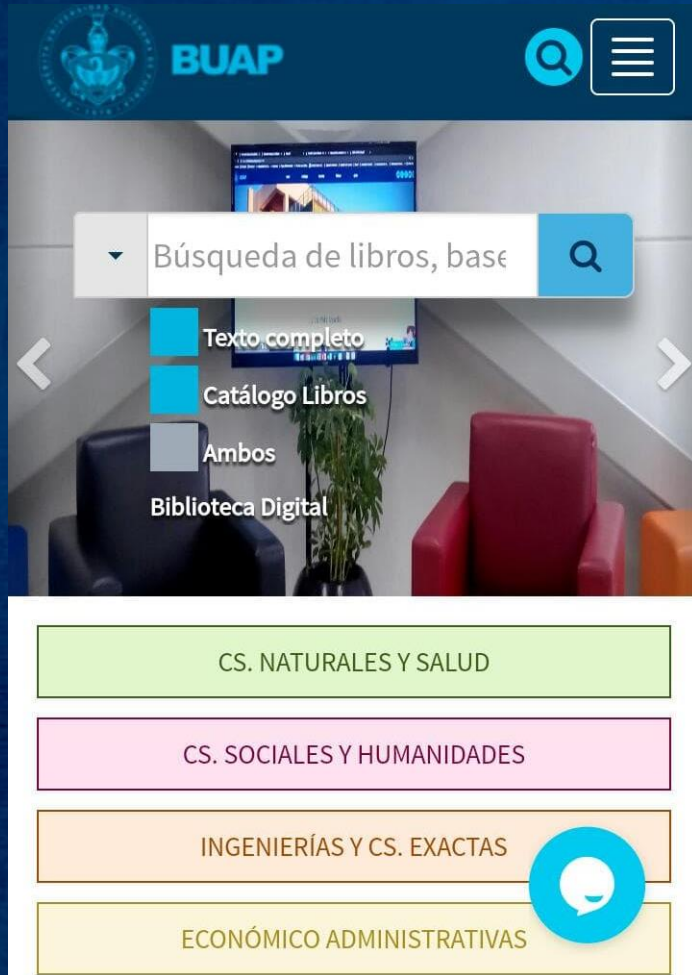 BUAP
Búsqueda de libros, base
Texto completo
Catálogo Libros
Ambos
Biblioteca Digital
CS. NATURALES Y SALUD
CS. SOCIALES Y HUMANIDADES
INGENIERÍAS Y CS. EXACTAS
ECONÓMICO ADMINISTRATIVAS